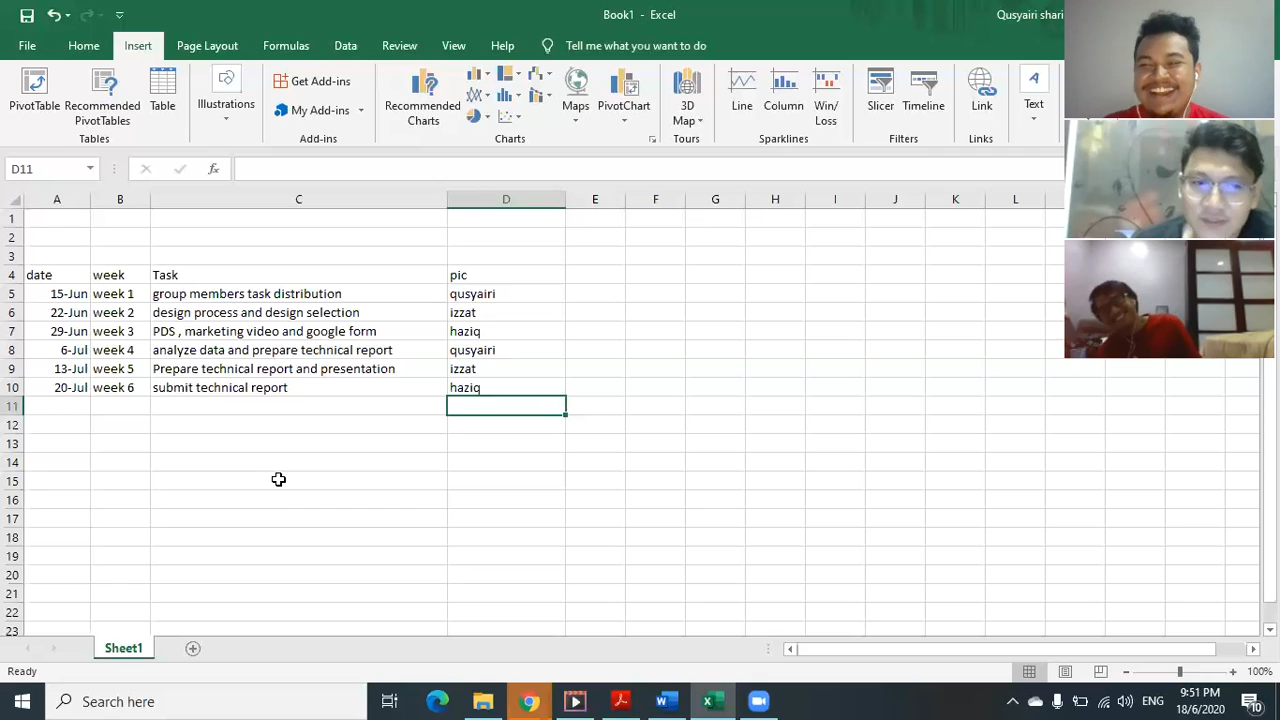 Book1 - Excel
Qusyairi shari
File Home Insert Page Layout Formulas Data Review View Help Tell me what you want to do
PivotTable
Recommended PivotTables
Table
Tables
Illustrations
Get Add-ins
My Add-ins
Add-ins
Recommended Charts
Maps
PivotChart
Charts
3D Map
Tours
Line
Column
Win/Loss
Sparklines
Slicer
Timeline
Filters
Link
Links
Text
D11
fx
A B C D E F G H I J K L
1
2
3
4 date week Task pic
5 15-Jun week 1 group members task distribution qusyairi
6 22-Jun week 2 design process and design selection izzat
7 29-Jun week 3 PDS , marketing video and google form haziq
8 6-Jul week 4 analyze data and prepare technical report qusyairi
9 13-Jul week 5 Prepare technical report and presentation izzat
10 20-Jul week 6 submit technical report haziq
11
12
13
14
15
16
17
18
19
20
21
22
23
Sheet1
Ready
100%
Search here
ENG
9:51 PM
18/6/2020
10